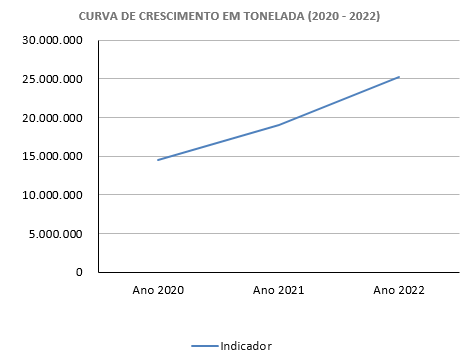 CURVA DE CRESCIMENTO EM TONELADA (2020 - 2022)
30.000.000
25.000.000
20.000.000
15.000.000
10.000.000
5.000.000
0
Ano 2020 Ano 2021 Ano 2022
Indicador